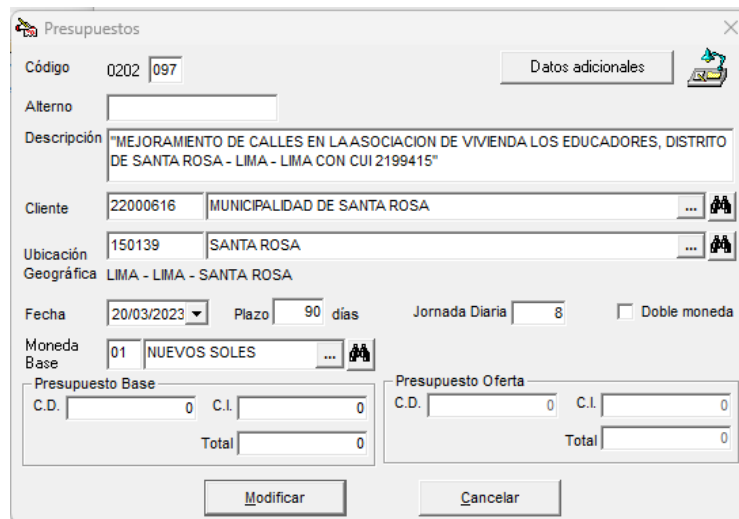 Presupuestos
Código 0202 097 Datos adicionales
Alterno
Descripción "MEJORAMIENTO DE CALLES EN LA ASOCIACION DE VIVIENDA LOS EDUCADORES, DISTRITO
DE SANTA ROSA - LIMA - LIMA CON CUI 2199415"
Cliente 22000616 MUNICIPALIDAD DE SANTA ROSA ...
Ubicación 150139 SANTA ROSA ...
Geográfica LIMA - LIMA - SANTA ROSA
Fecha 20/03/2023 Plazo 90 días Jornada Diaria 8 Doble moneda
Moneda
Base 01 NUEVOS SOLES ...
Presupuesto Base Presupuesto Oferta
C.D. 0 C.I. 0 C.D. 0 C.I. 0
Total 0 Total 0
Modificar Cancelar